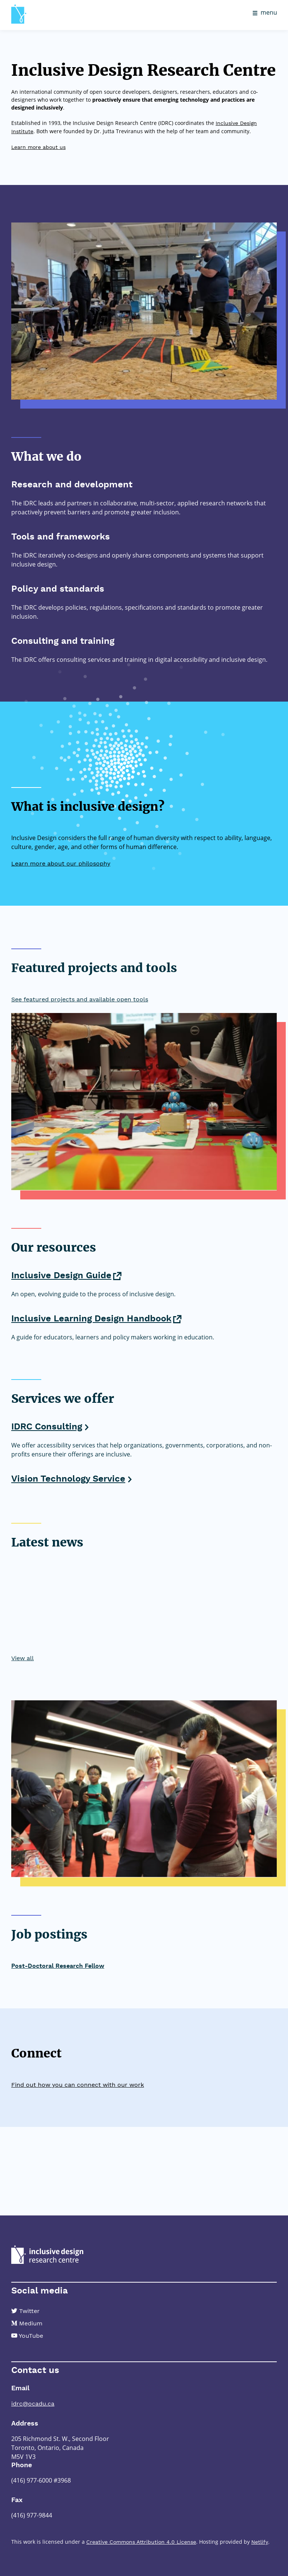 menu
Inclusive Design Research Centre
An international community of open source developers, designers, researchers, educators and co-
designers who work together to proactively ensure that emerging technology and practices are
designed inclusively.
Established in 1993, the Inclusive Design Research Centre (IDRC) coordinates the Inclusive Design
Institute. Both were founded by Dr. Jutta Treviranus with the help of her team and community.
Learn more about us
What we do
Research and development
The IDRC leads and partners in collaborative, multi-sector, applied research networks that
proactively prevent barriers and promote greater inclusion.
Tools and frameworks
The IDRC iteratively co-designs and openly shares components and systems that support
inclusive design.
Policy and standards
The IDRC develops policies, regulations, specifications and standards to promote greater
inclusion.
Consulting and training
The IDRC offers consulting services and training in digital accessibility and inclusive design.
What is inclusive design?
Inclusive Design considers the full range of human diversity with respect to ability, language,
culture, gender, age, and other forms of human difference.
Learn more about our philosophy
Featured projects and tools
See featured projects and available open tools
Our resources
Inclusive Design Guide
An open, evolving guide to the process of inclusive design.
Inclusive Learning Design Handbook
A guide for educators, learners and policy makers working in education.
Services we offer
IDRC Consulting
We offer accessibility services that help organizations, governments, corporations, and non-
profits ensure their offerings are inclusive.
Vision Technology Service
Latest news
View all
Job postings
Post-Doctoral Research Fellow
Connect
Find out how you can connect with our work
inclusive design
research centre
Social media
Twitter
Medium
YouTube
Contact us
Email
idrc@ocadu.ca
Address
205 Richmond St. W., Second Floor
Toronto, Ontario, Canada
M5V 1V3
Phone
(416) 977-6000 #3968
Fax
(416) 977-9844
This work is licensed under a Creative Commons Attribution 4.0 License. Hosting provided by Netlify.